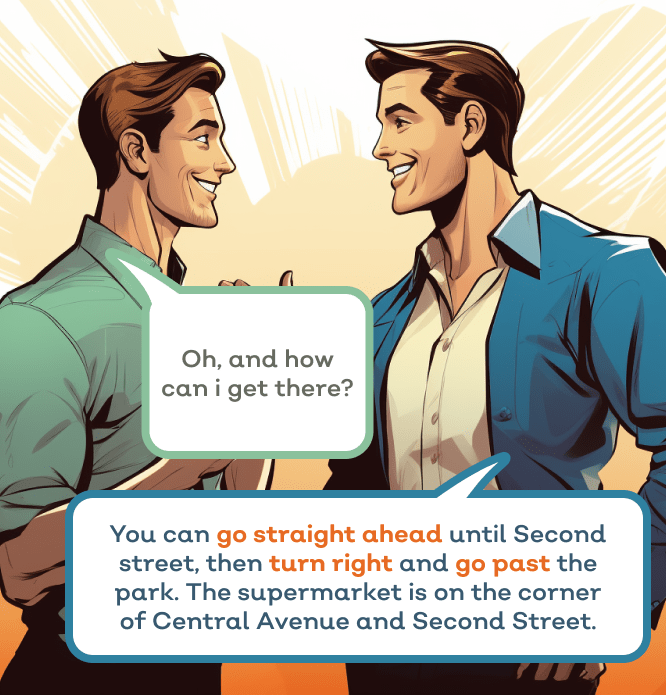 Oh, and how
can i get there?
You can go straight ahead until Second
street, then turn right and go past the
park. The supermarket is on the corner
of Central Avenue and Second Street.